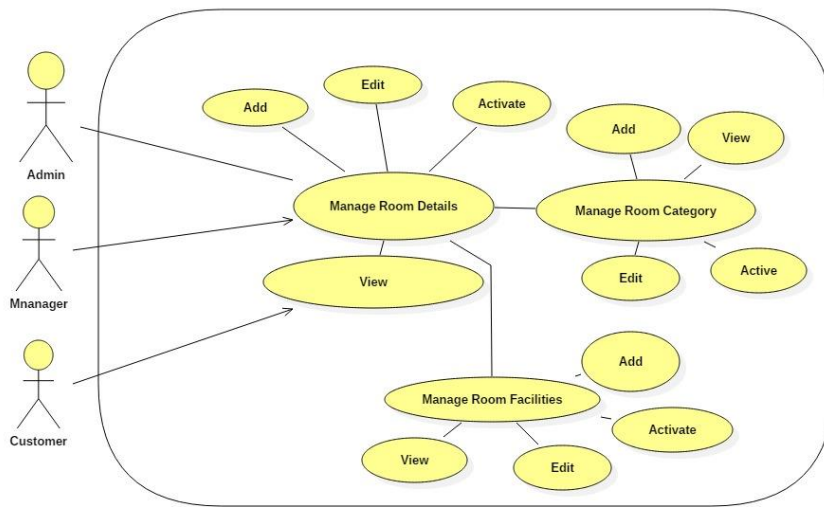 Edit
Add
Activate
Add
View
Admin
Manage Room Details
Manage Room Category
View
Edit
Active
Mnanager
Add
Manage Room Facilities
Activate
Customer
View
Edit